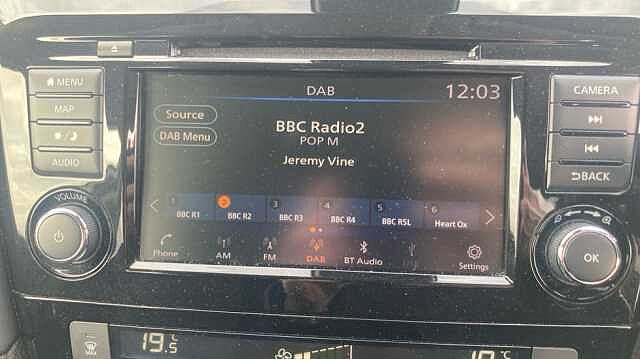 DAB
12:03
MENU
MAP
AUDIO
VOLUME
Source
DAB Menu
BBC Radio2
POP M
Jeremy Vine
CAMERA
BACK
OK
1 BBC R1
2 BBC R2
3 BBC R3
4 BBC R4
5 BBC R5L
6 Heart Ox
Phone
AM
FM
DAB
BT Audio
Settings
MAX
19.5 °C